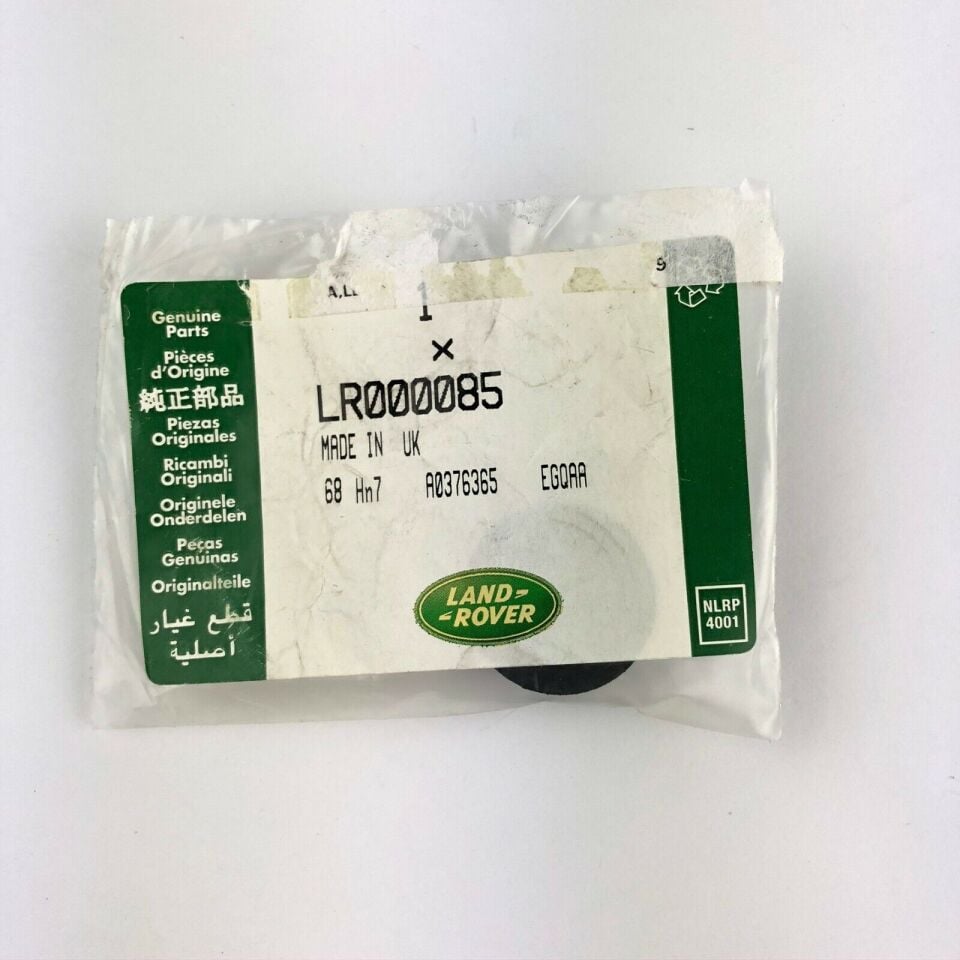 Genuine
Parts
Pièces
d'Origine
純正部品
Piezas
Originales
Ricambi
Originali
Originele
Onderdelen
Peças
Genuinas
Originalteile
قطع غيار
أصلية
1
x
LR000085
MADE IN UK
68 Hn7 A0376365 EGQAA
LAND-
-ROVER
9
NLRP
4001